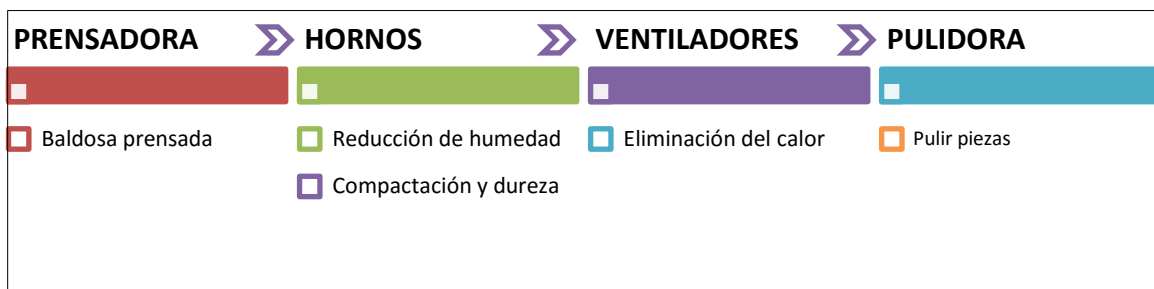 PRENSADORA
HORNOS
VENTILADORES
PULIDORA
Baldosa prensada
Reducción de humedad
Compactación y dureza
Eliminación del calor
Pulir piezas